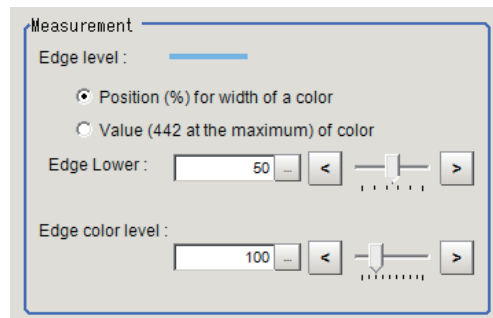 Measurement
Edge level :
Position (%) for width of a color
Value (442 at the maximum) of color
Edge Lower : 50 ... < >
Edge color level :
100 ... < >